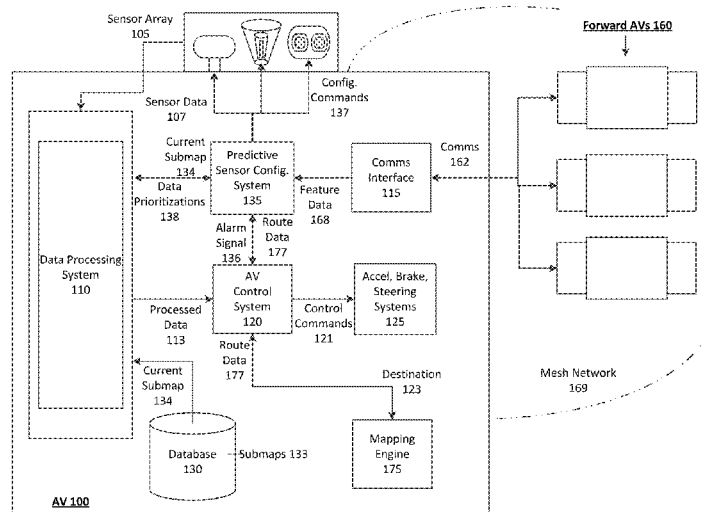 Sensor Array
105
Forward AVs 160
Sensor Data
107
Config.
Commands
137
Current
Submap
134
Data
Prioritizations
138
Predictive
Sensor Config.
System
135
Feature
Data
168
Comms
Interface
115
Comms
162
Alarm
Signal
136
Route
Data
177
Data Processing
System
110
Processed
Data
113
AV
Control
System
120
Control
Commands
121
Accel, Brake,
Steering
Systems
125
Route
Data
177
Current
Submap
134
Destination
123
Mesh Network
169
Database
130
Submaps 133
Mapping
Engine
175
AV 100